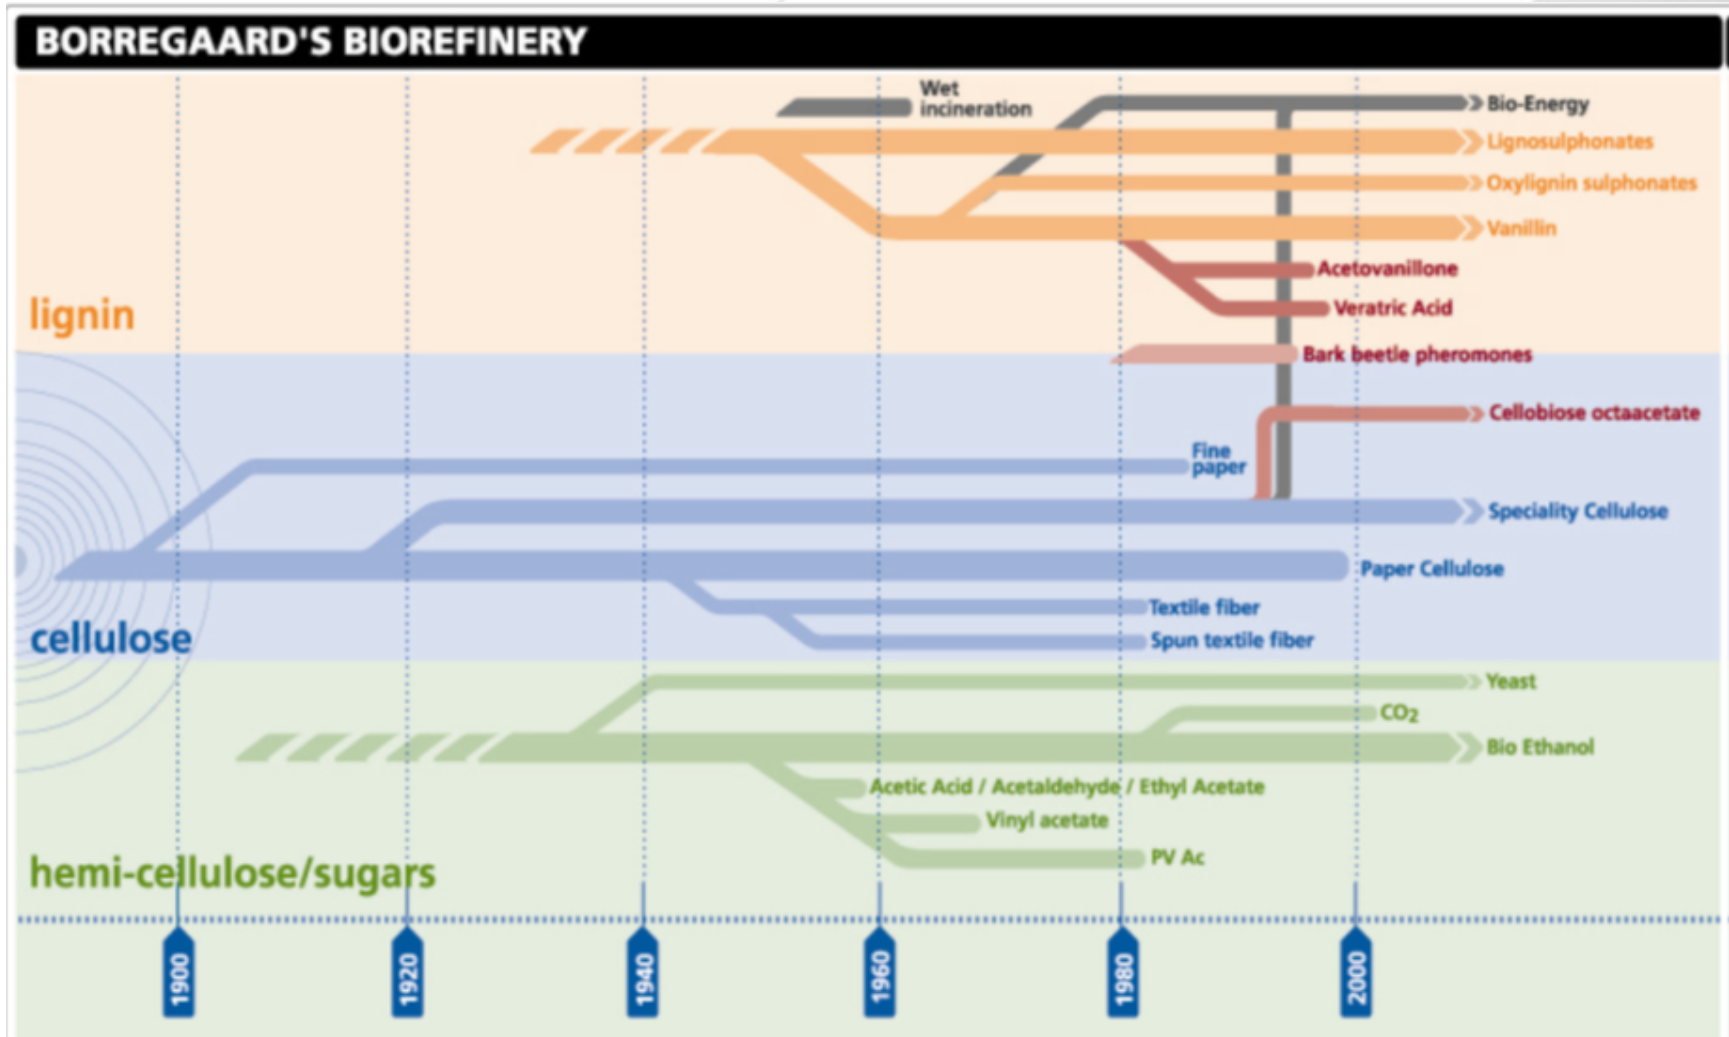 BORREGAARD'S BIOREFINERY
Wet
incineration
Bio-Energy
Lignosulphonates
Oxylignin sulphonates
Vanillin
Acetovanillone
lignin
Veratric Acid
Bark beetle pheromones
Cellobiose octaacetate
Fine
paper
Speciality Cellulose
Paper Cellulose
Textile fiber
cellulose
Spun textile fiber
Yeast
CO2
Bio Ethanol
Acetic Acid / Acetaldehyde / Ethyl Acetate
Vinyl acetate
PV Ac
hemi-cellulose/sugars
1900
1920
1940
1960
1980
2000